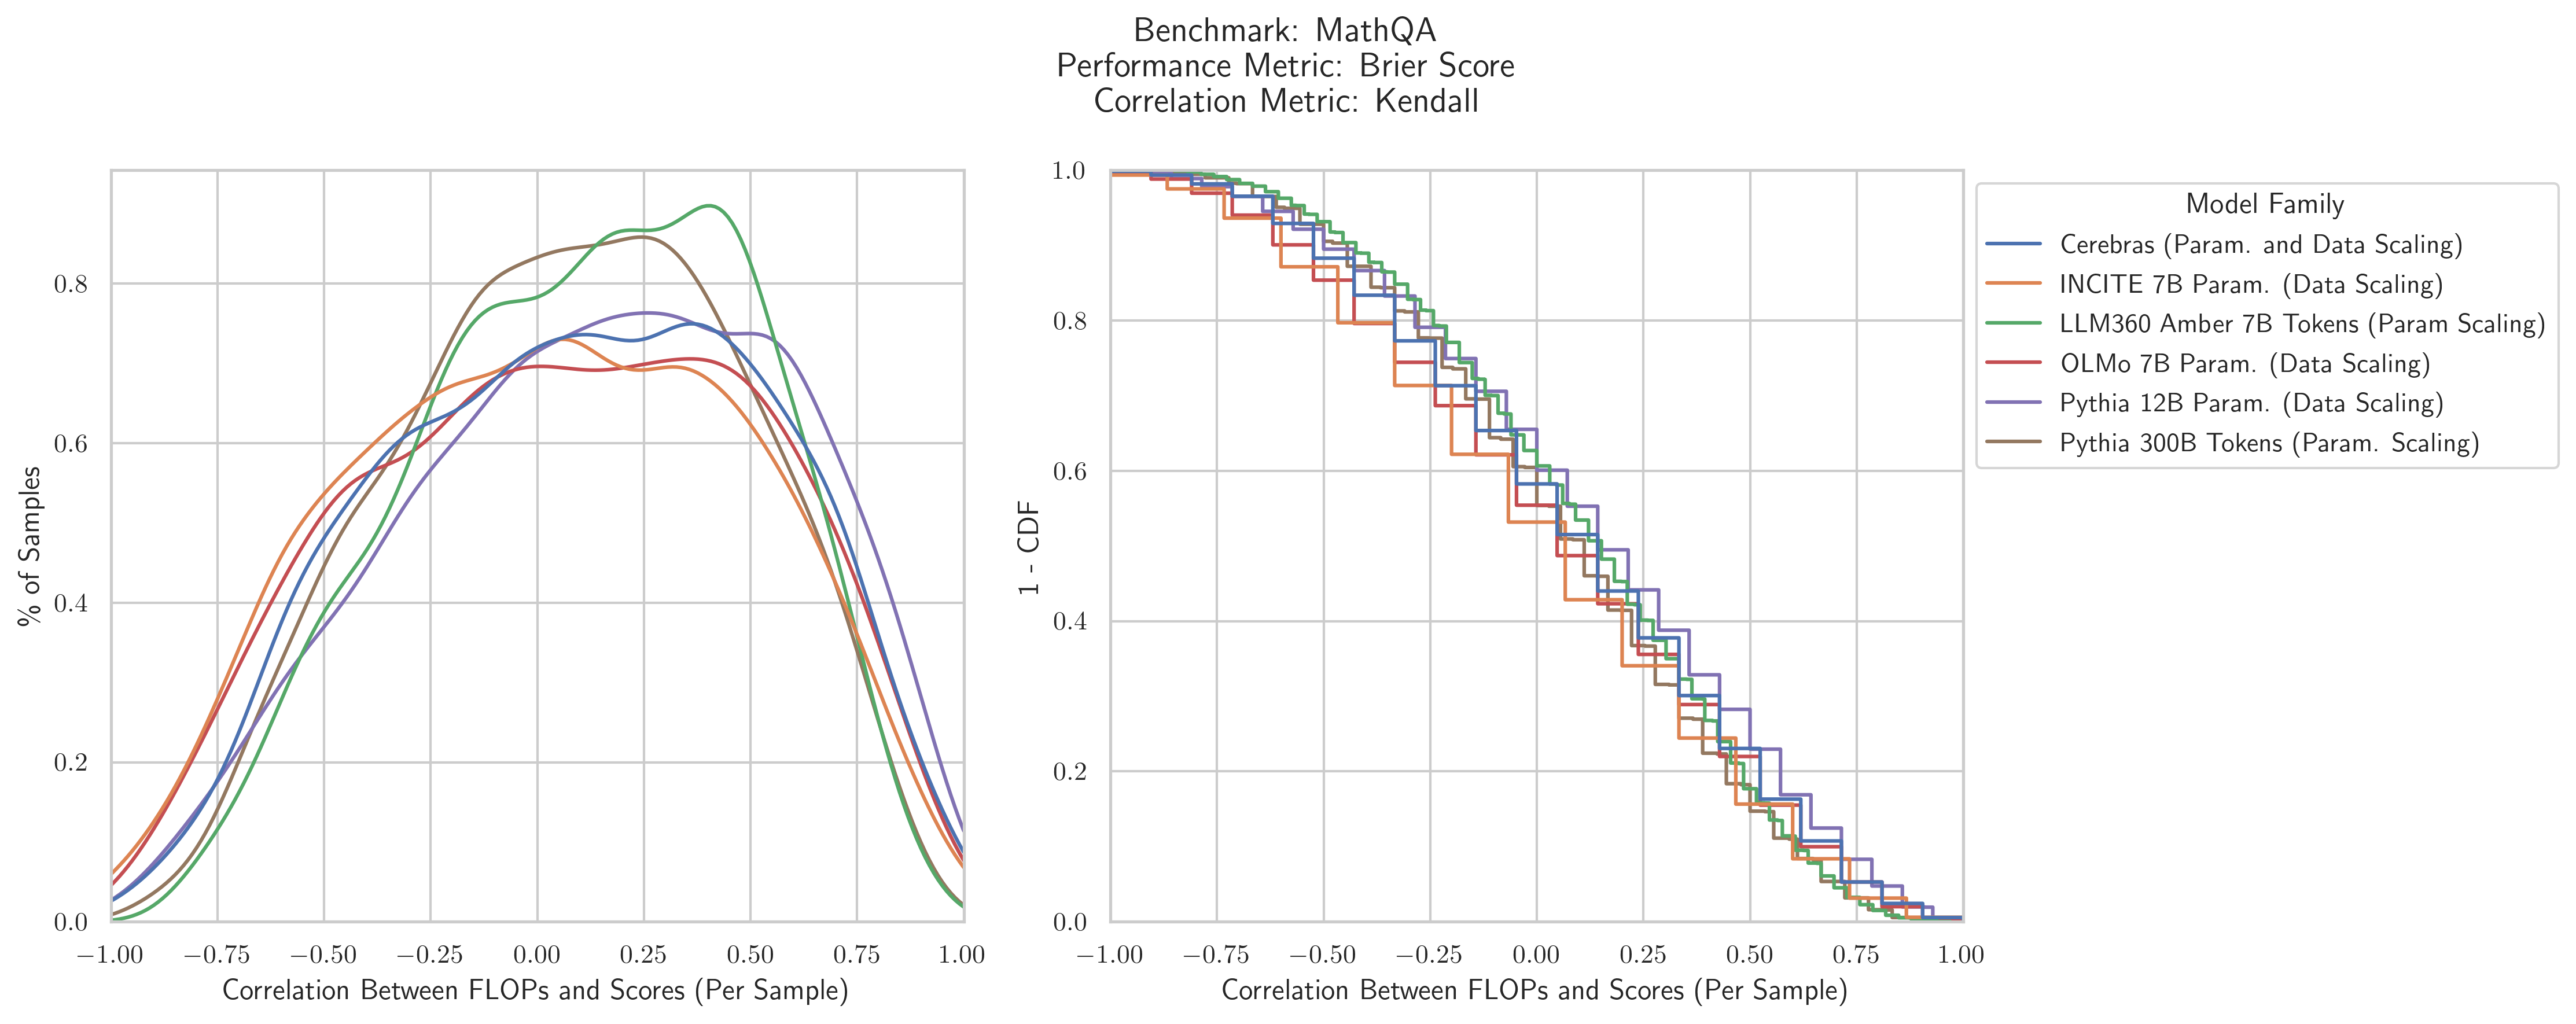 Benchmark: MathQA
Performance Metric: Brier Score
Correlation Metric: Kendall
% of Samples
0.8
0.6
0.4
0.2
0.0
−1.00 −0.75 −0.50 −0.25 0.00 0.25 0.50 0.75 1.00
Correlation Between FLOPs and Scores (Per Sample)
1 - CDF
1.0
0.8
0.6
0.4
0.2
0.0
−1.00 −0.75 −0.50 −0.25 0.00 0.25 0.50 0.75 1.00
Correlation Between FLOPs and Scores (Per Sample)
Model Family
Cerebras (Param. and Data Scaling)
INCITE 7B Param. (Data Scaling)
LLM360 Amber 7B Tokens (Param Scaling)
OLMo 7B Param. (Data Scaling)
Pythia 12B Param. (Data Scaling)
Pythia 300B Tokens (Param. Scaling)